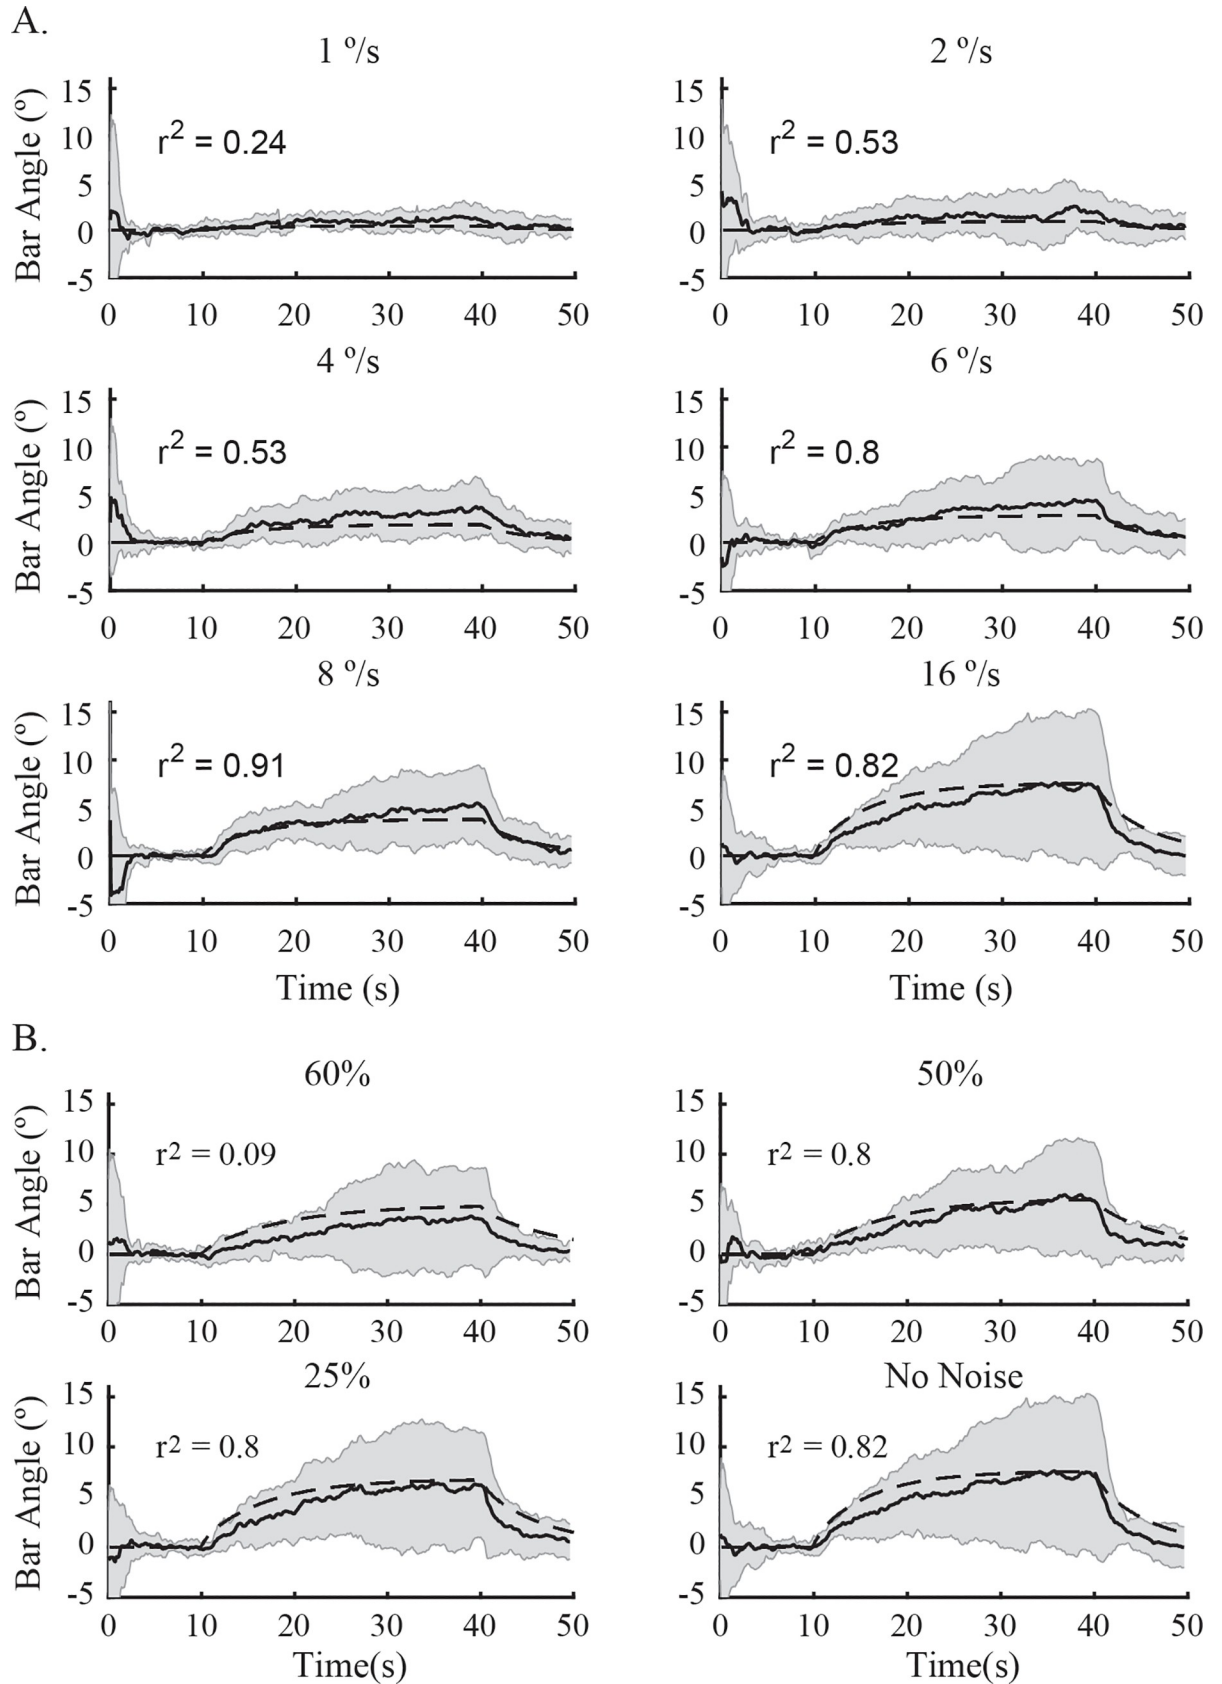 A.
1 º/s
2 º/s
Bar Angle (º)
15
10
5
0
-5
r2 = 0.24
0 10 20 30 40 50
15
10
5
0
-5
r2 = 0.53
0 10 20 30 40 50
4 º/s
6 º/s
Bar Angle (º)
15
10
5
0
-5
r2 = 0.53
0 10 20 30 40 50
15
10
5
0
-5
r2 = 0.8
0 10 20 30 40 50
8 º/s
16 º/s
Bar Angle (º)
15
10
5
0
-5
r2 = 0.91
0 10 20 30 40 50
Time (s)
15
10
5
0
-5
r2 = 0.82
0 10 20 30 40 50
Time (s)
B.
60%
50%
Bar Angle (º)
15
10
5
0
-5
r2 = 0.09
0 10 20 30 40 50
15
10
5
0
-5
r2 = 0.8
0 10 20 30 40 50
25%
No Noise
Bar Angle (º)
15
10
5
0
-5
r2 = 0.8
0 10 20 30 40 50
Time(s)
15
10
5
0
-5
r2 = 0.82
0 10 20 30 40 50
Time(s)